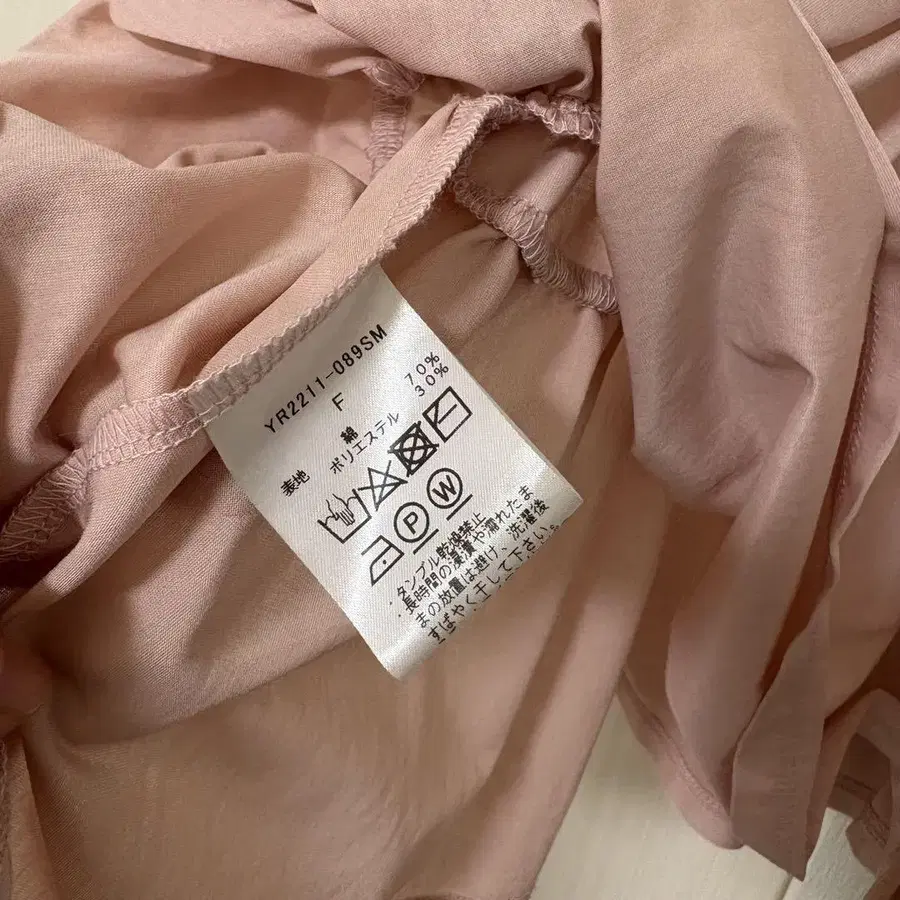 YR2211-089SM
F
表地 綿 70%
ポリエステル 30%
P W
・タンブル乾燥禁止
・長時間の浸漬や濡れたま
まの放置は避け、洗濯後
すばやく干して下さい。